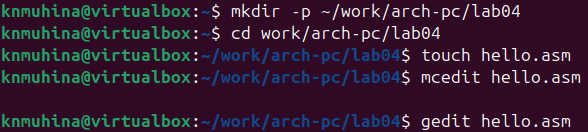 knmuhina@virtualbox:~$ mkdir -p ~/work/arch-pc/lab04
knmuhina@virtualbox:~$ cd work/arch-pc/lab04
knmuhina@virtualbox:~/work/arch-pc/lab04$ touch hello.asm
knmuhina@virtualbox:~/work/arch-pc/lab04$ mcedit hello.asm
knmuhina@virtualbox:~/work/arch-pc/lab04$ gedit hello.asm